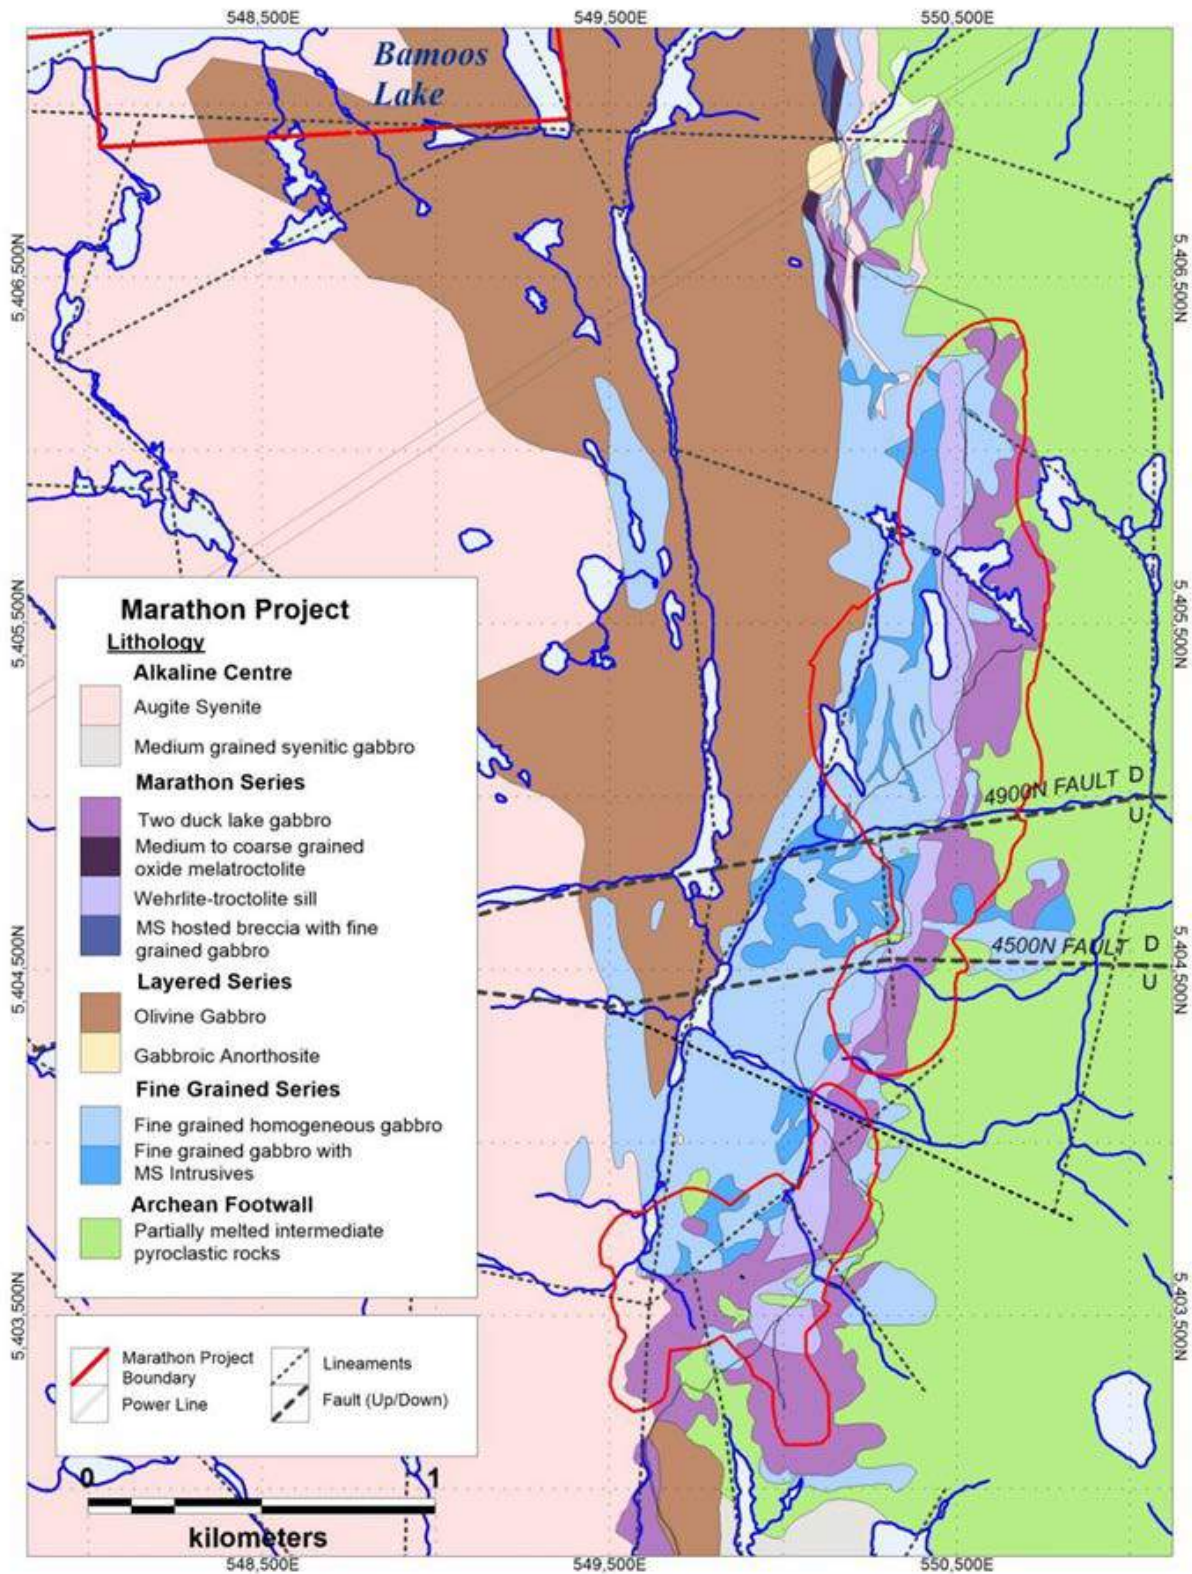 548,500E 549,500E 550,500E
Bamoos
Lake
5,406,500N
5,406,500N
5,405,500N
5,405,500N
Marathon Project
Lithology
Alkaline Centre
Augite Syenite
Medium grained syenitic gabbro
Marathon Series
Two duck lake gabbro
Medium to coarse grained
oxide melatroctolite
Wehrlite-troctolite sill
MS hosted breccia with fine
grained gabbro
Layered Series
Olivine Gabbro
Gabbroic Anorthosite
Fine Grained Series
Fine grained homogeneous gabbro
Fine grained gabbro with
MS Intrusives
Archean Footwall
Partially melted intermediate
pyroclastic rocks
4900N FAULT D
U
5,404,500N
5,404,500N
4500N FAULT D
U
5,403,500N
5,403,500N
Marathon Project
Boundary
Power Line
Lineaments
Fault (Up/Down)
0 1
kilometers
548,500E 549,500E 550,500E